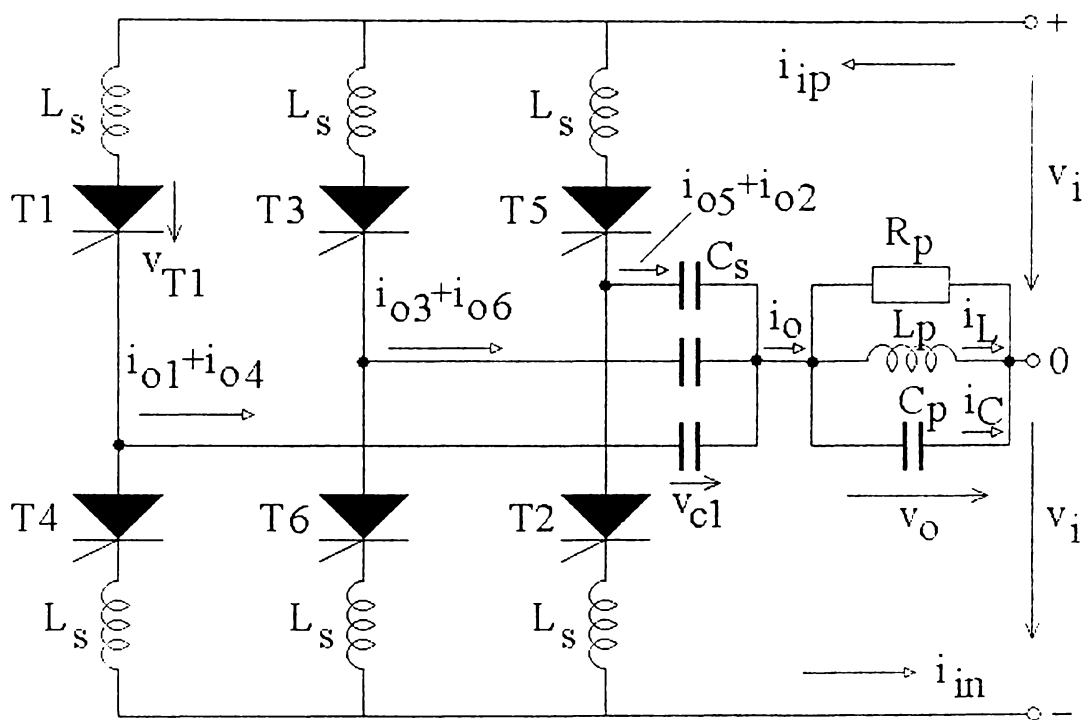 +
i_ip
L_s L_s L_s
v_i
T1 T3 T5
i_o5+i_o2
v_T1
C_s
R_p
i_o3+i_o6
i_o
L_p i_L
0
i_o1+i_o4
C_p i_C
v_c1
v_o
T4 T6 T2
v_i
L_s L_s L_s
i_in
−